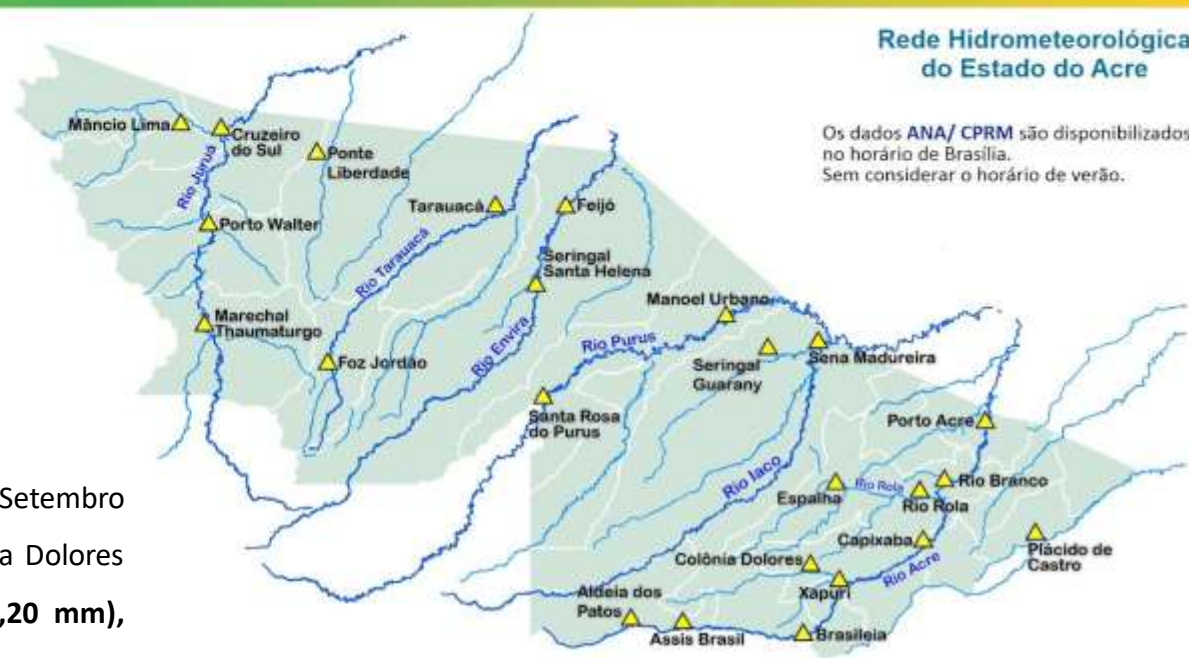 Rede Hidrometeorológica
do Estado do Acre
Os dados ANA/ CPRM são disponibilizados
no horário de Brasília.
Sem considerar o horário de verão.
Mâncio Lima
Cruzeiro
do Sul
Ponte
Liberdade
Rio Juruá
Porto Walter
Tarauacá
Feijó
Rio Tarauacá
Seringal
Santa Helena
Marechal
Thaumaturgo
Foz Jordão
Rio Envira
Manoel Urbano
Rio Purus
Seringal
Guarany
Sena Madureira
Santa Rosa
do Purus
Porto Acre
Rio Iaco
Espalha
Rio Rola
Rio Rola
Rio Branco
Capixaba
Colônia Dolores
Rio Acre
Plácido de
Castro
Xapuri
Aldeia dos
Patos
Assis Brasil
Brasileia
Setembro
a Dolores
,20 mm),